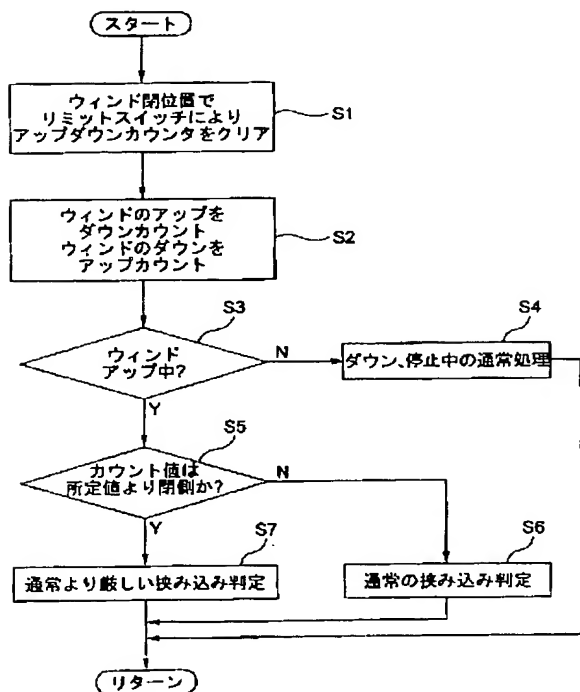 スタート
ウィンド閉位置で
リミットスイッチにより
アップダウンカウンタをクリア
S1
ウィンドのアップを
ダウンカウント
ウィンドのダウンを
アップカウント
S2
S3
ウィンド
アップ中?
N
Y
S4
ダウン、停止中の通常処理
S5
カウント値は
所定値より閉側か?
N
Y
S7
通常より厳しい挟み込み判定
S6
通常の挟み込み判定
リターン